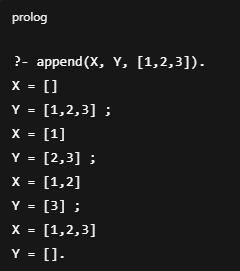 prolog
?- append(X, Y, [1,2,3]).
X = []
Y = [1,2,3] ;
X = [1]
Y = [2,3] ;
X = [1,2]
Y = [3] ;
X = [1,2,3]
Y = [].